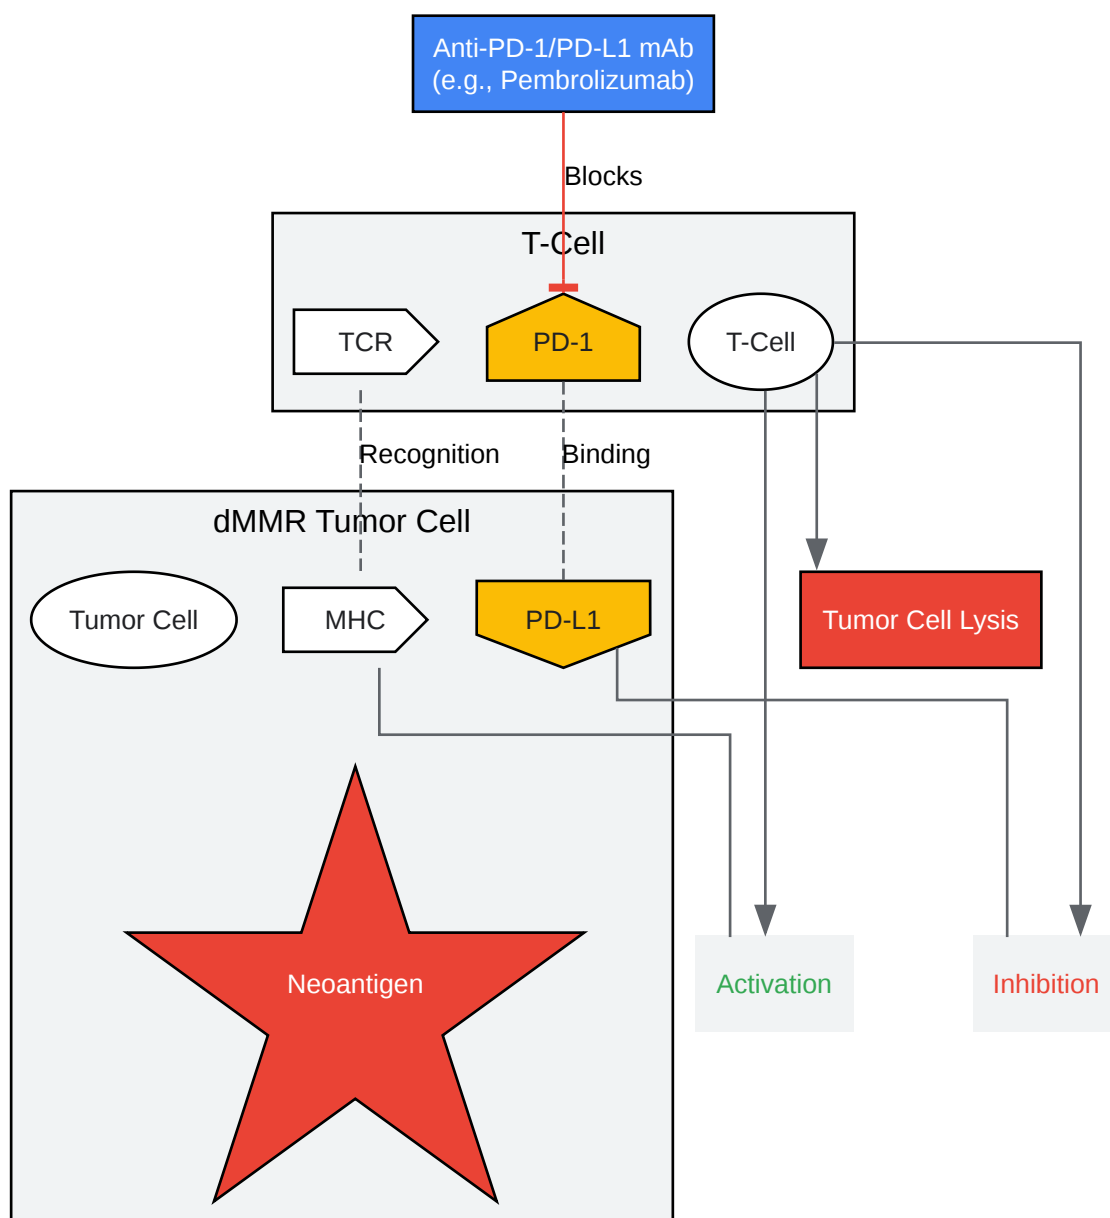 Anti-PD-1/PD-L1 mAb
(e.g., Pembrolizumab)
Blocks
T-Cell
TCR
PD-1
T-Cell
Recognition
Binding
dMMR Tumor Cell
Tumor Cell
MHC
PD-L1
Tumor Cell Lysis
Neoantigen
Activation
Inhibition